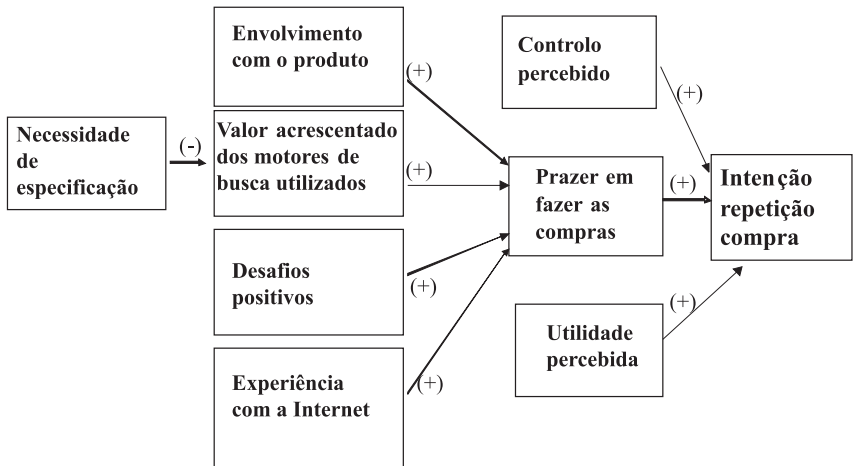 Necessidade
de
especificação
(-)
Envolvimento
com o produto
(+)
Valor acrescentado
dos motores de
busca utilizados
(+)
Desafios
positivos
(+)
Experiência
com a Internet
(+)
Prazer em
fazer as
compras
(+)
Controlo
percebido
(+)
Utilidade
percebida
(+)
Intenção
repetição
compra